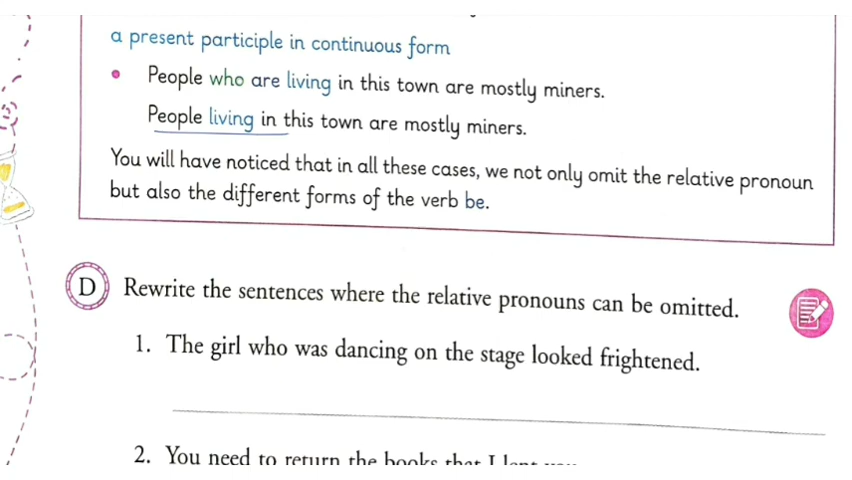 a present participle in continuous form
• People who are living in this town are mostly miners.
People living in this town are mostly miners.
You will have noticed that in all these cases, we not only omit the relative pronoun
but also the different forms of the verb be.
D Rewrite the sentences where the relative pronouns can be omitted.
1. The girl who was dancing on the stage looked frightened.
2. You need to return the books that I lent you